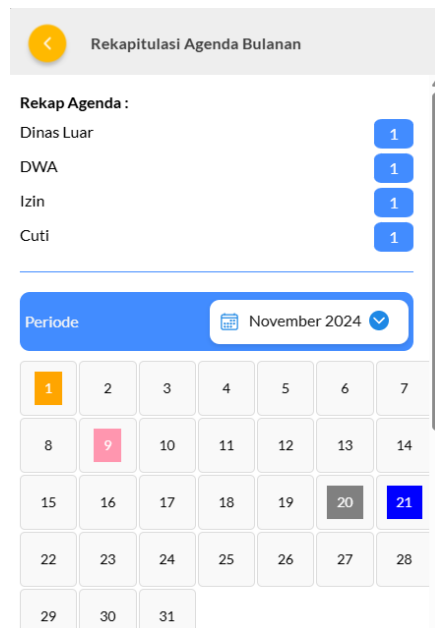 Rekapitulasi Agenda Bulanan
Rekap Agenda :
Dinas Luar 1
DWA 1
Izin 1
Cuti 1
Periode November 2024
1 2 3 4 5 6 7
8 9 10 11 12 13 14
15 16 17 18 19 20 21
22 23 24 25 26 27 28
29 30 31